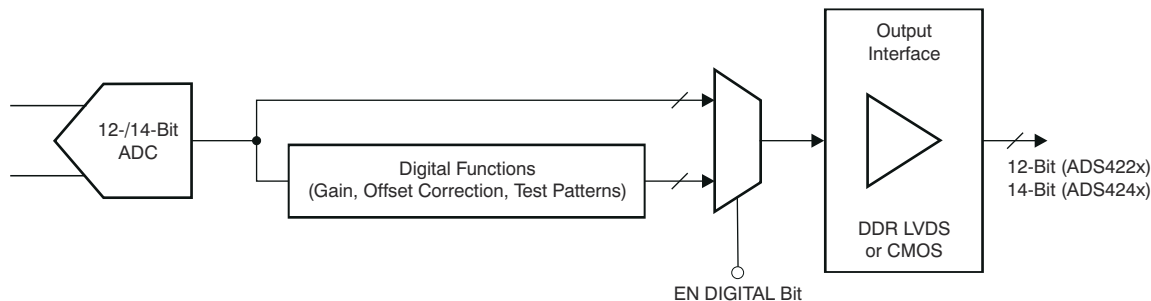 12-/14-Bit
ADC
Digital Functions
(Gain, Offset Correction, Test Patterns)
EN DIGITAL Bit
Output
Interface
DDR LVDS
or CMOS
12-Bit (ADS422x)
14-Bit (ADS424x)